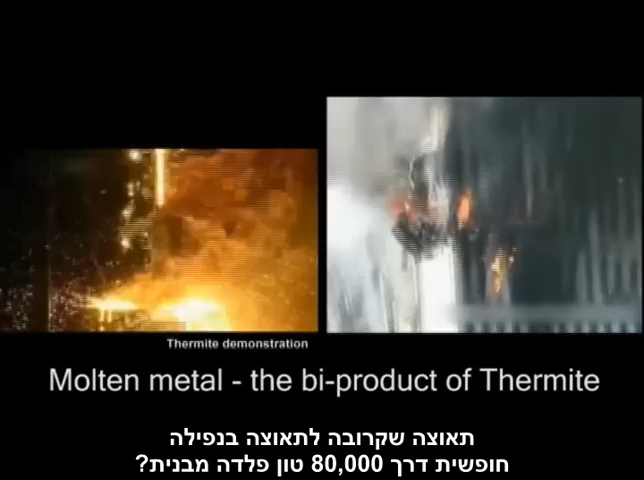 Thermite demonstration
Molten metal - the bi-product of Thermite
תאוצה שקרובה לתאוצה בנפילה
חופשית דרך 80,000 טון פלדה מבנית?